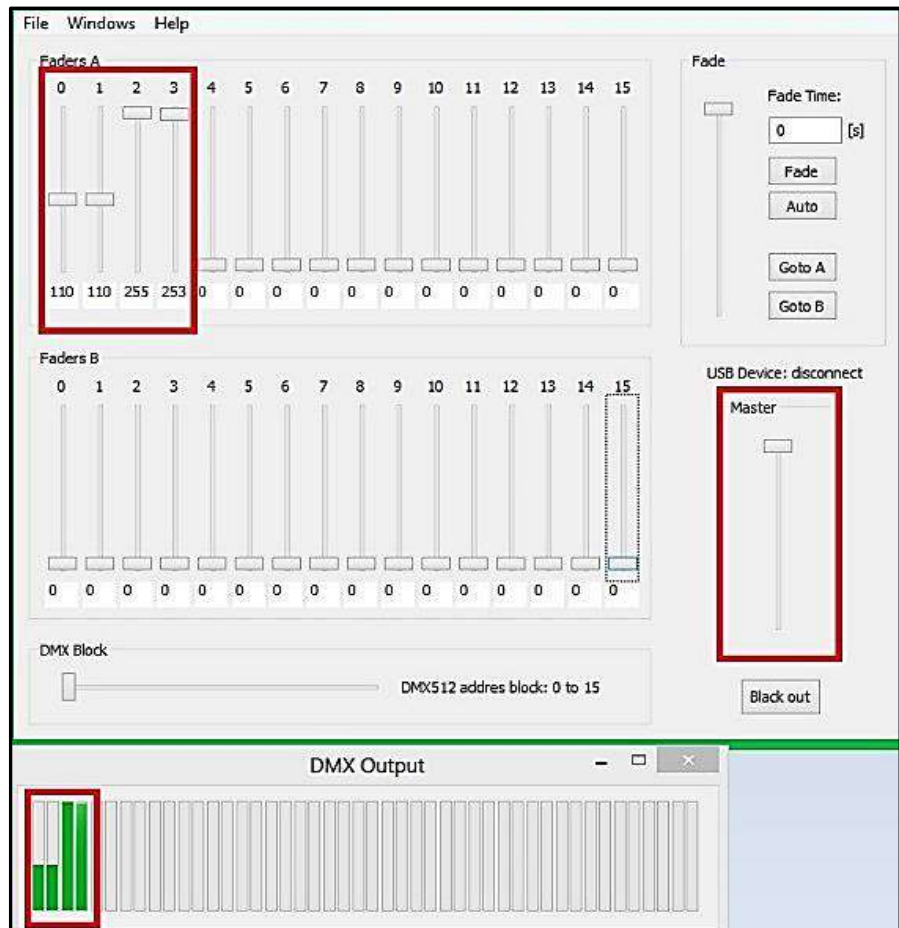 File Windows Help
Faders A
0 1 2 3 4 5 6 7 8 9 10 11 12 13 14 15
110 110 255 253 0 0 0 0 0 0 0 0 0 0 0 0
Fade
Fade Time:
0 [s]
Fade
Auto
Goto A
Goto B
Faders B
0 1 2 3 4 5 6 7 8 9 10 11 12 13 14 15
0 0 0 0 0 0 0 0 0 0 0 0 0 0 0 0
USB Device: disconnect
Master
DMX Block
DMX512 addres block: 0 to 15
Black out
DMX Output